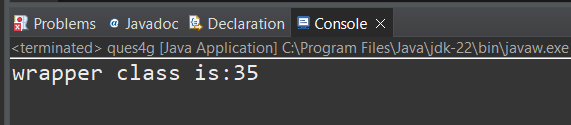 Problems @ Javadoc Declaration Console
<terminated> ques4g [Java Application] C:\Program Files\Java\jdk-22\bin\javaw.exe
wrapper class is:35